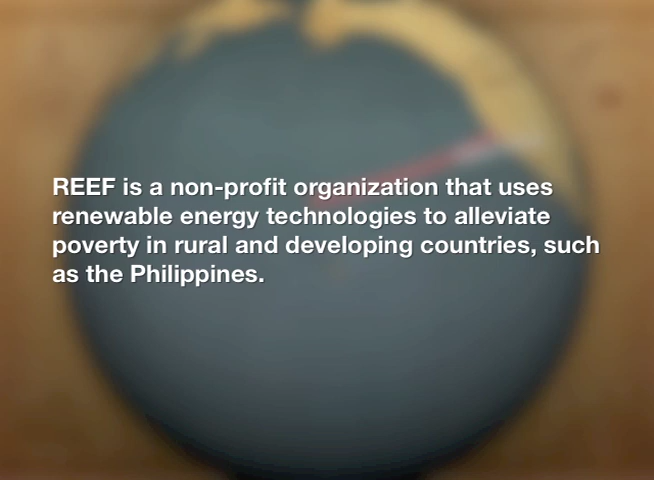 REEF is a non-profit organization that uses
renewable energy technologies to alleviate
poverty in rural and developing countries, such
as the Philippines.